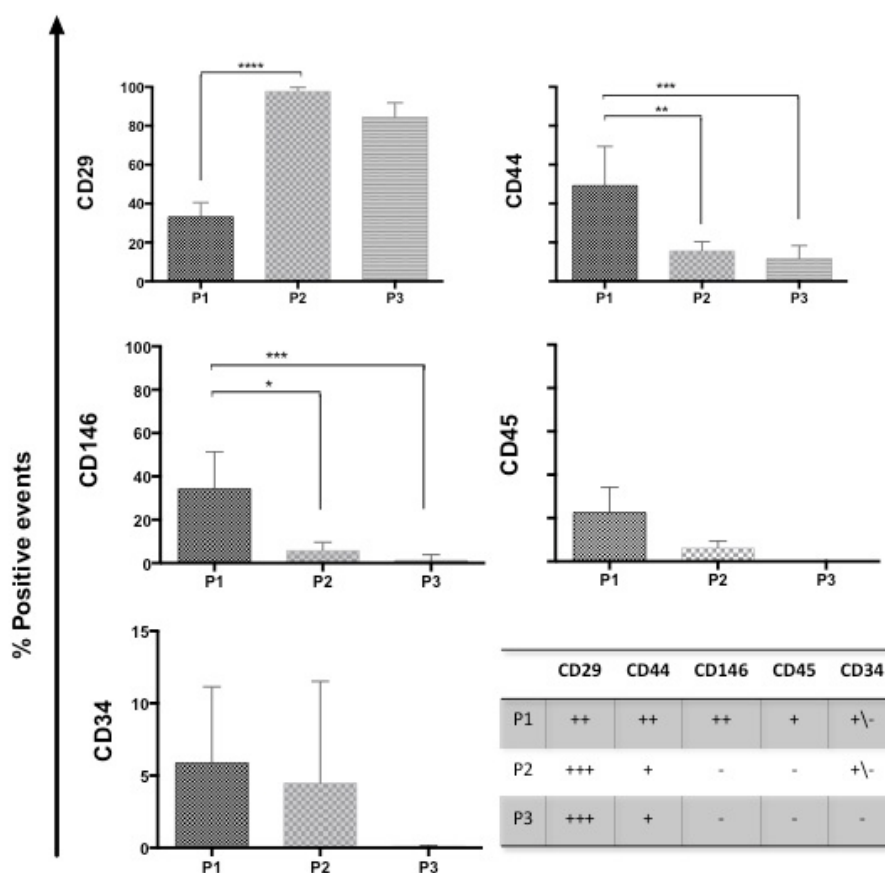 % Positive events
CD29
****
100
80
60
40
20
0
P1 P2 P3
CD44
***
**
P1 P2 P3
CD146
***
*
100
80
60
40
20
0
P1 P2 P3
CD45
P1 P2 P3
CD34
15
10
5
0
P1 P2 P3
CD29 CD44 CD146 CD45 CD34
P1 ++ ++ ++ + +\-
P2 +++ + - - +\-
P3 +++ + - - -